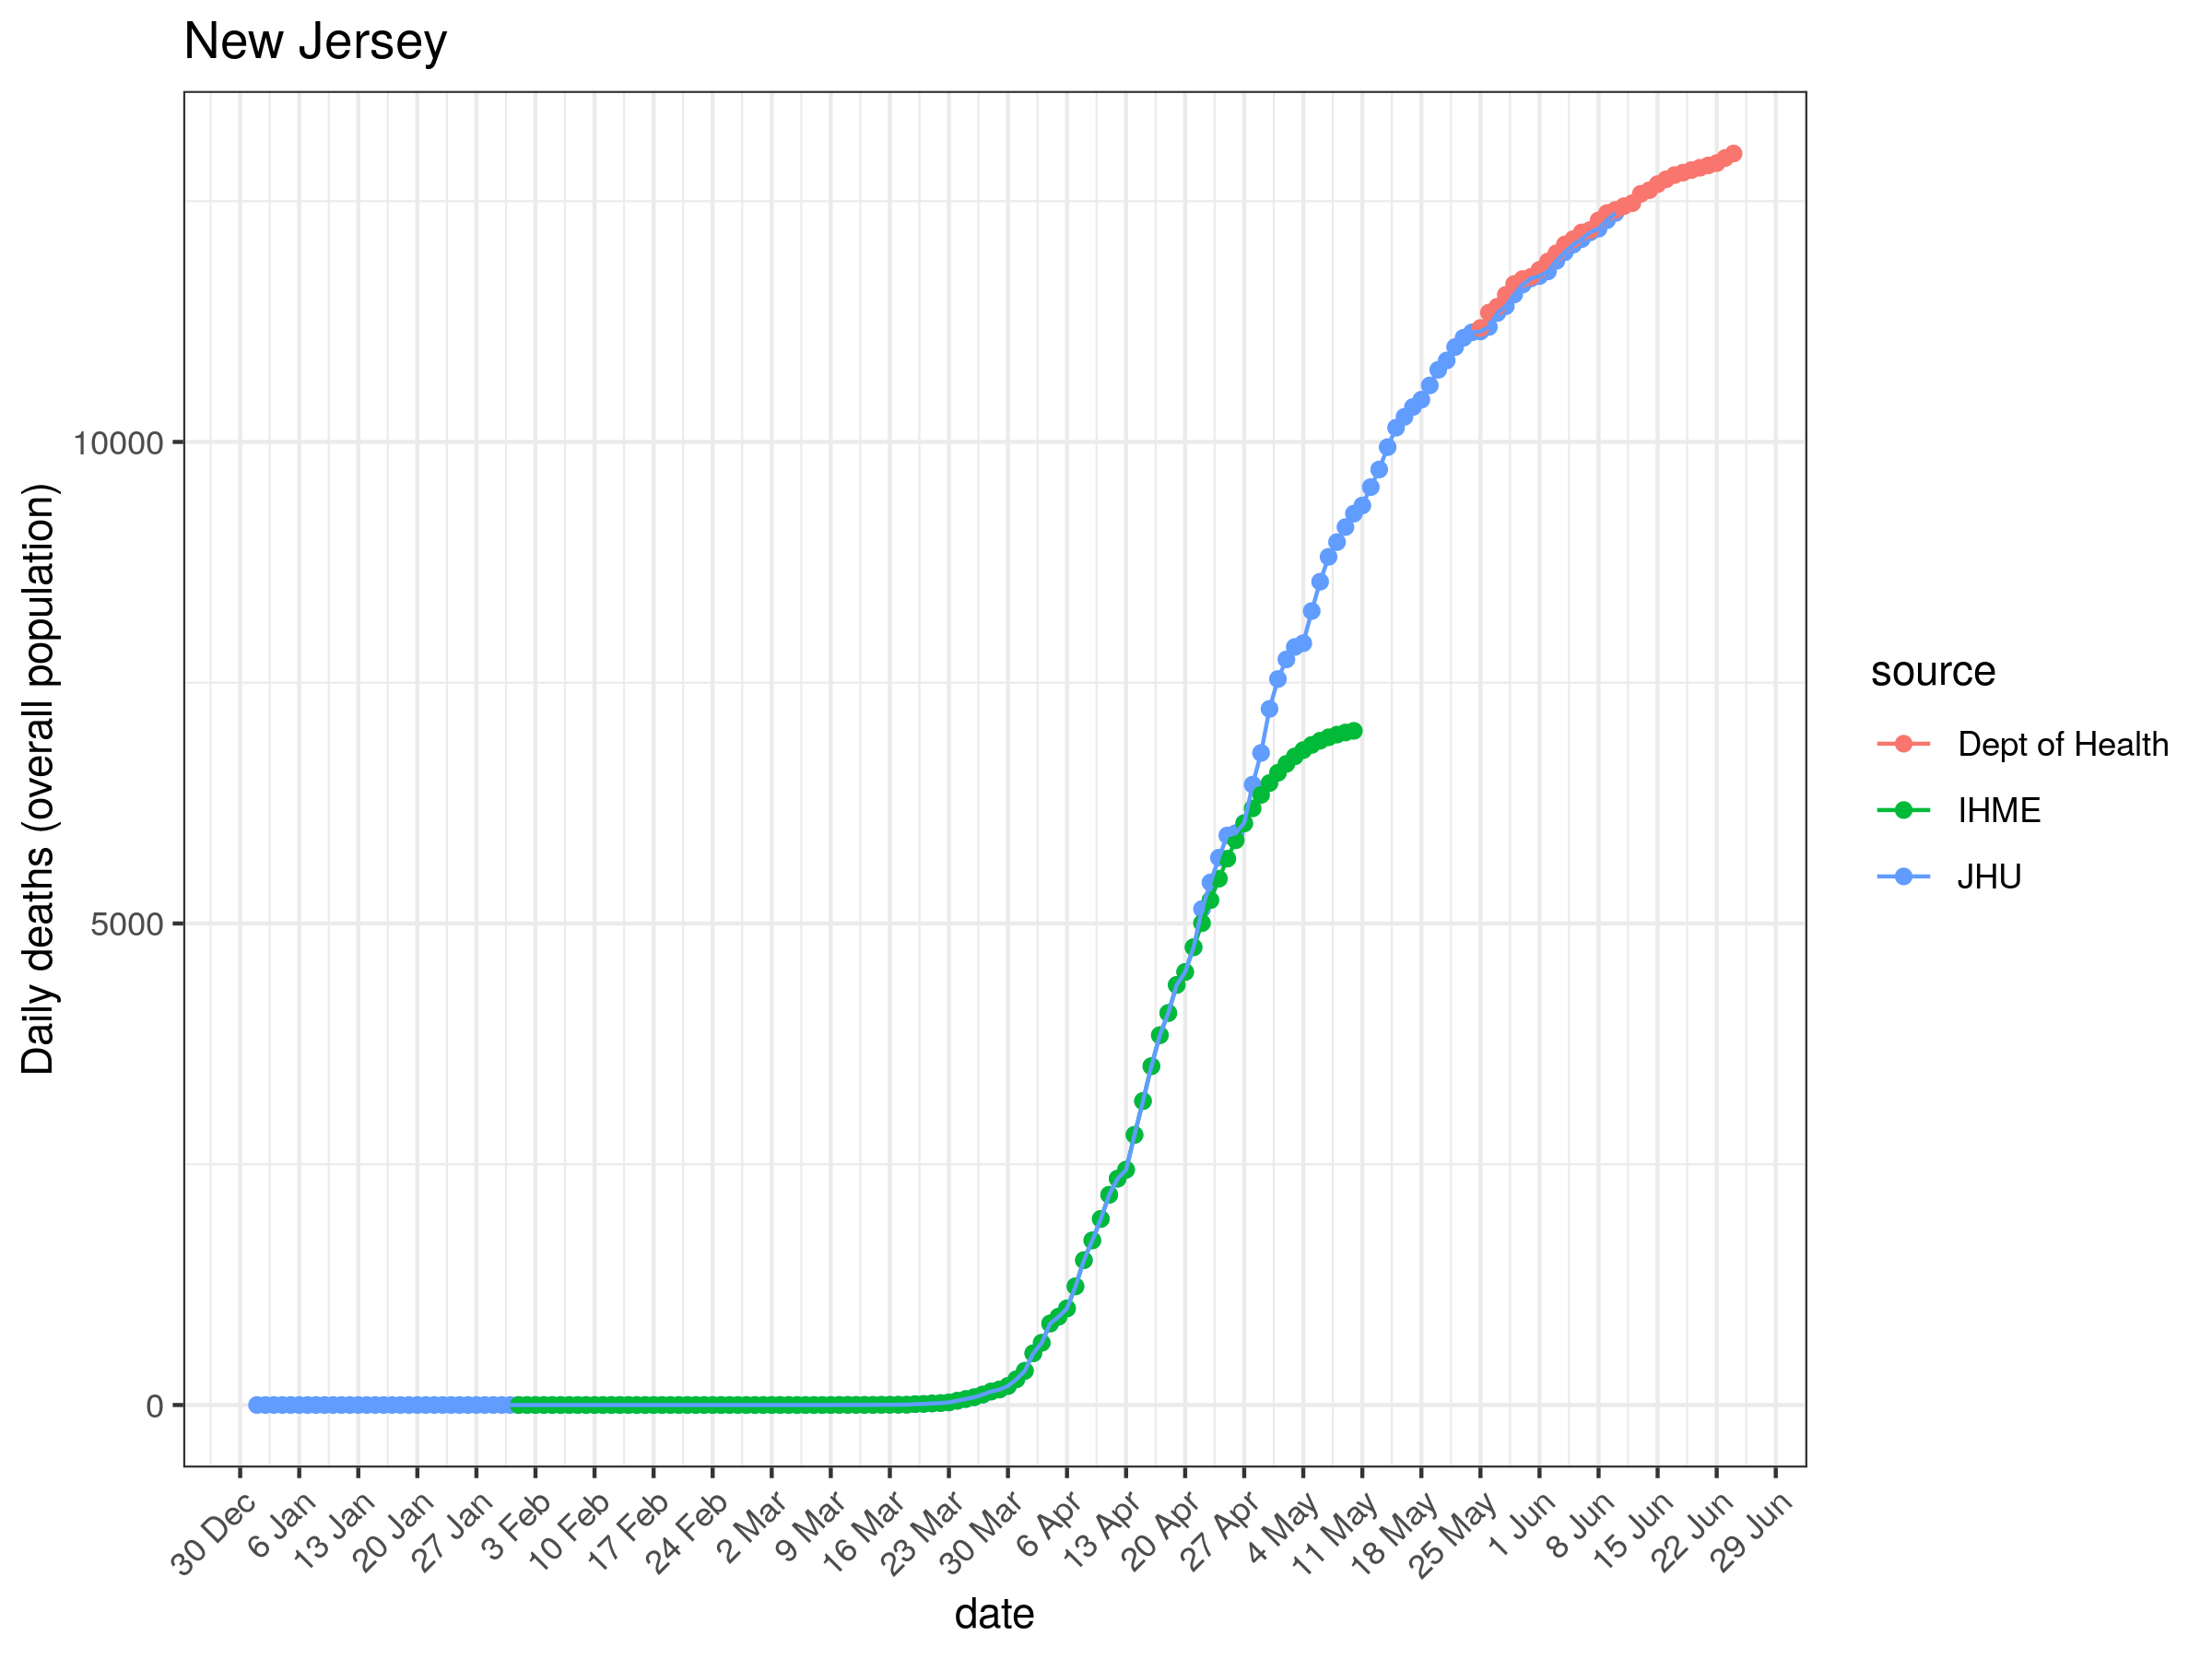 New Jersey
Daily deaths (overall population)
10000
5000
0
30 Dec
6 Jan
13 Jan
20 Jan
27 Jan
3 Feb
10 Feb
17 Feb
24 Feb
2 Mar
9 Mar
16 Mar
23 Mar
30 Mar
6 Apr
13 Apr
20 Apr
27 Apr
4 May
11 May
18 May
25 May
1 Jun
8 Jun
15 Jun
22 Jun
29 Jun
date
source
Dept of Health
IHME
JHU